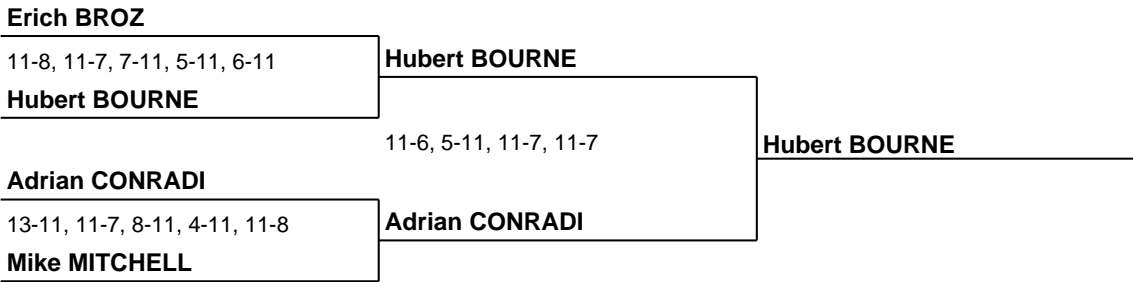 Erich BROZ
11-8, 11-7, 7-11, 5-11, 6-11
Hubert BOURNE
Hubert BOURNE
11-6, 5-11, 11-7, 11-7
Hubert BOURNE
Adrian CONRADI
13-11, 11-7, 8-11, 4-11, 11-8
Adrian CONRADI
Mike MITCHELL